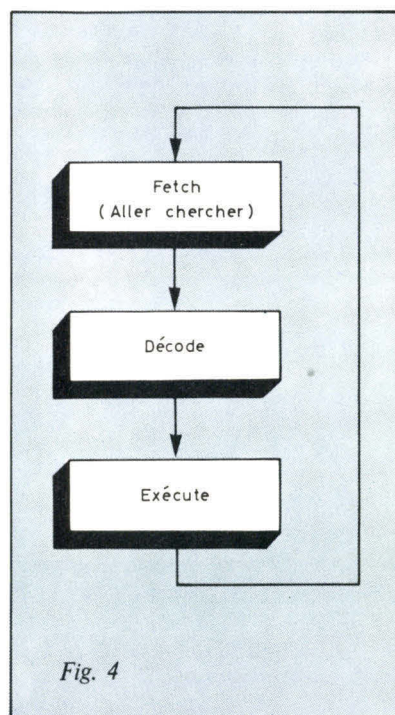 Fetch
( Aller chercher )
Décode
Exécute
Fig. 4